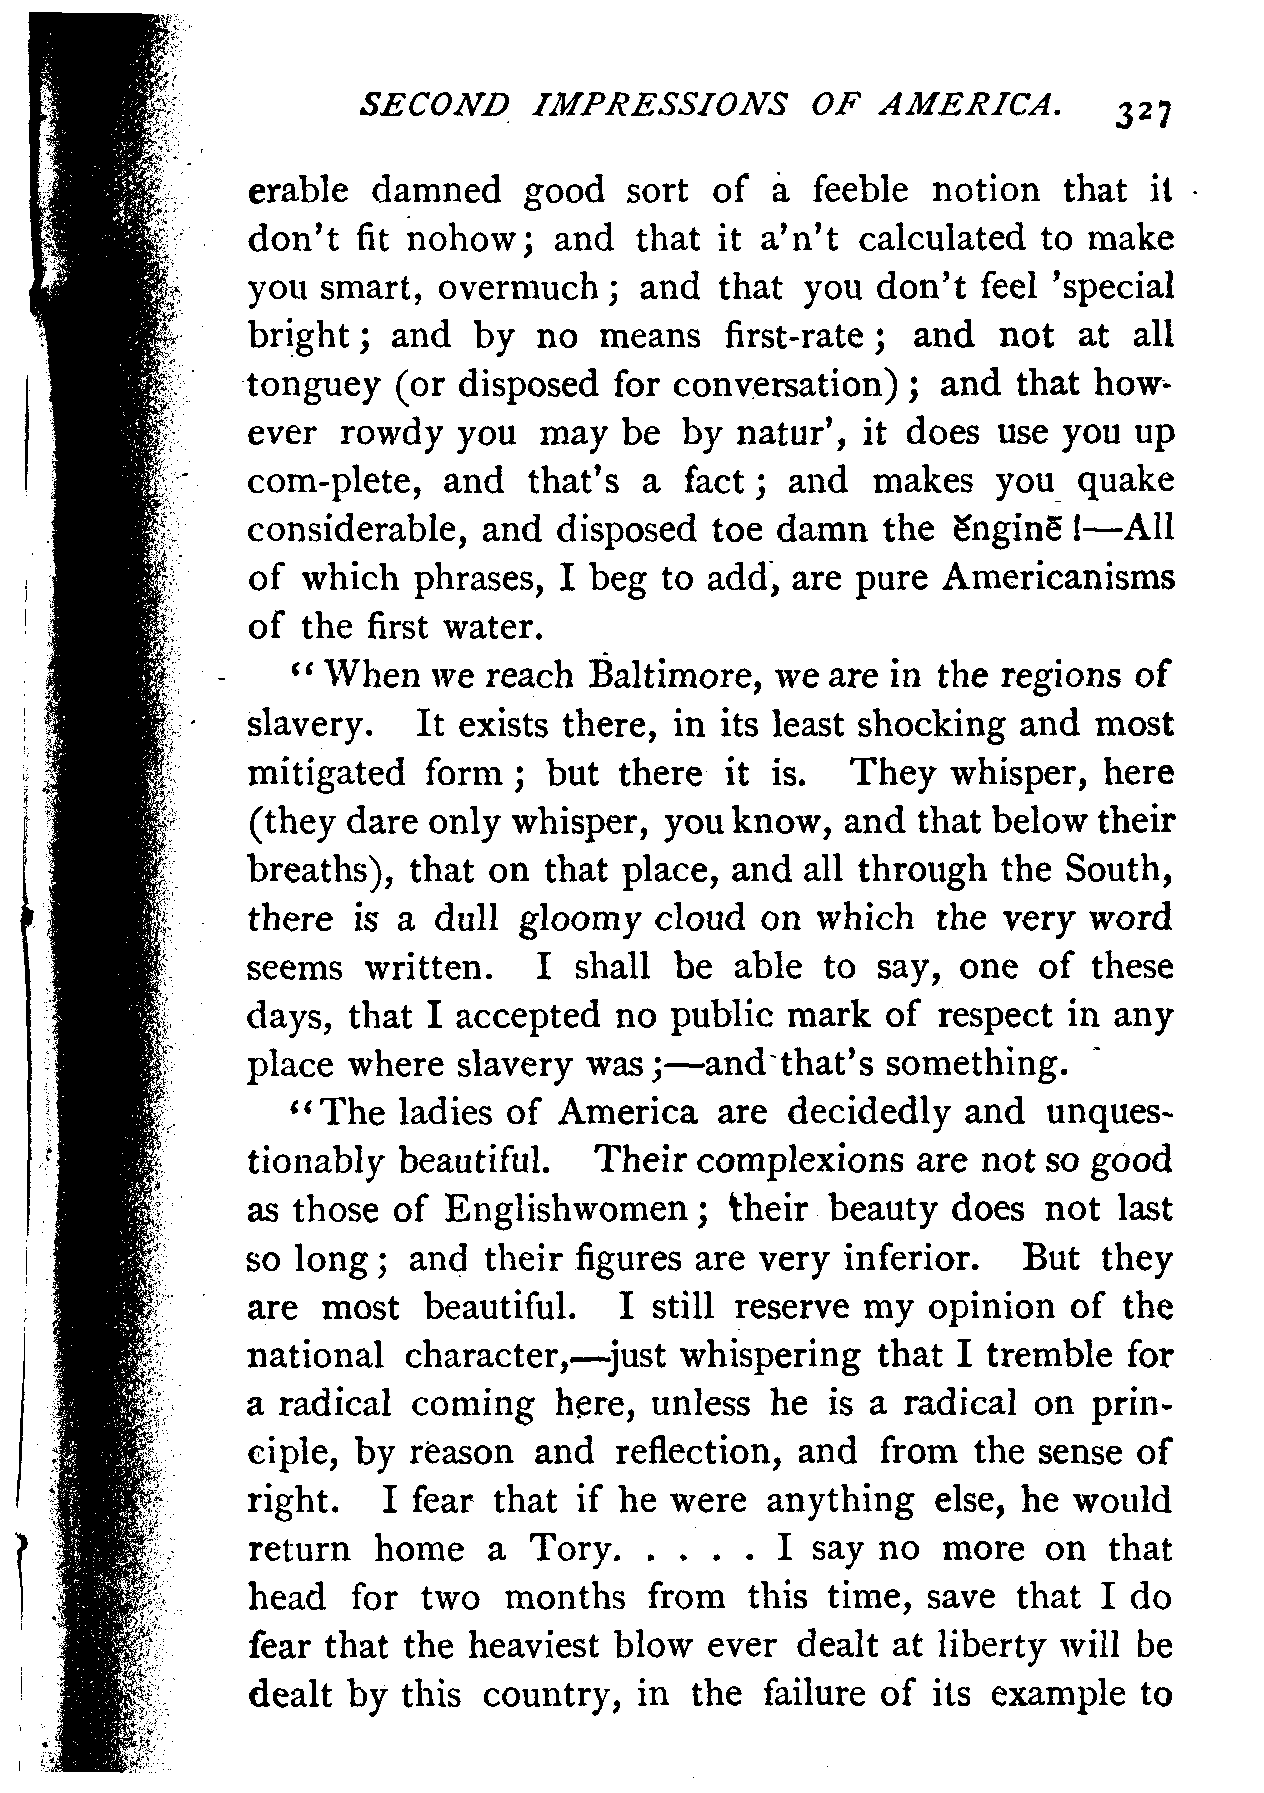 SECOND IMPRESSIONS OF AMERICA. 327
erable damned good sort of a feeble notion that it
don't fit nohow; and that it a'n't calculated to make
you smart, overmuch; and that you don't feel 'special
bright; and by no means first-rate; and not at all
tonguey (or disposed for conversation); and that how-
ever rowdy you may be by natur', it does use you up
com-plete, and that's a fact; and makes you quake
considerable, and disposed toe damn the ĕnginē!—All
of which phrases, I beg to add, are pure Americanisms
of the first water.
"When we reach Baltimore, we are in the regions of
slavery. It exists there, in its least shocking and most
mitigated form; but there it is. They whisper, here
(they dare only whisper, you know, and that below their
breaths), that on that place, and all through the South,
there is a dull gloomy cloud on which the very word
seems written. I shall be able to say, one of these
days, that I accepted no public mark of respect in any
place where slavery was;—and that's something.
"The ladies of America are decidedly and unques-
tionably beautiful. Their complexions are not so good
as those of Englishwomen; their beauty does not last
so long; and their figures are very inferior. But they
are most beautiful. I still reserve my opinion of the
national character,—just whispering that I tremble for
a radical coming here, unless he is a radical on prin-
ciple, by reason and reflection, and from the sense of
right. I fear that if he were anything else, he would
return home a Tory. . . . . I say no more on that
head for two months from this time, save that I do
fear that the heaviest blow ever dealt at liberty will be
dealt by this country, in the failure of its example to